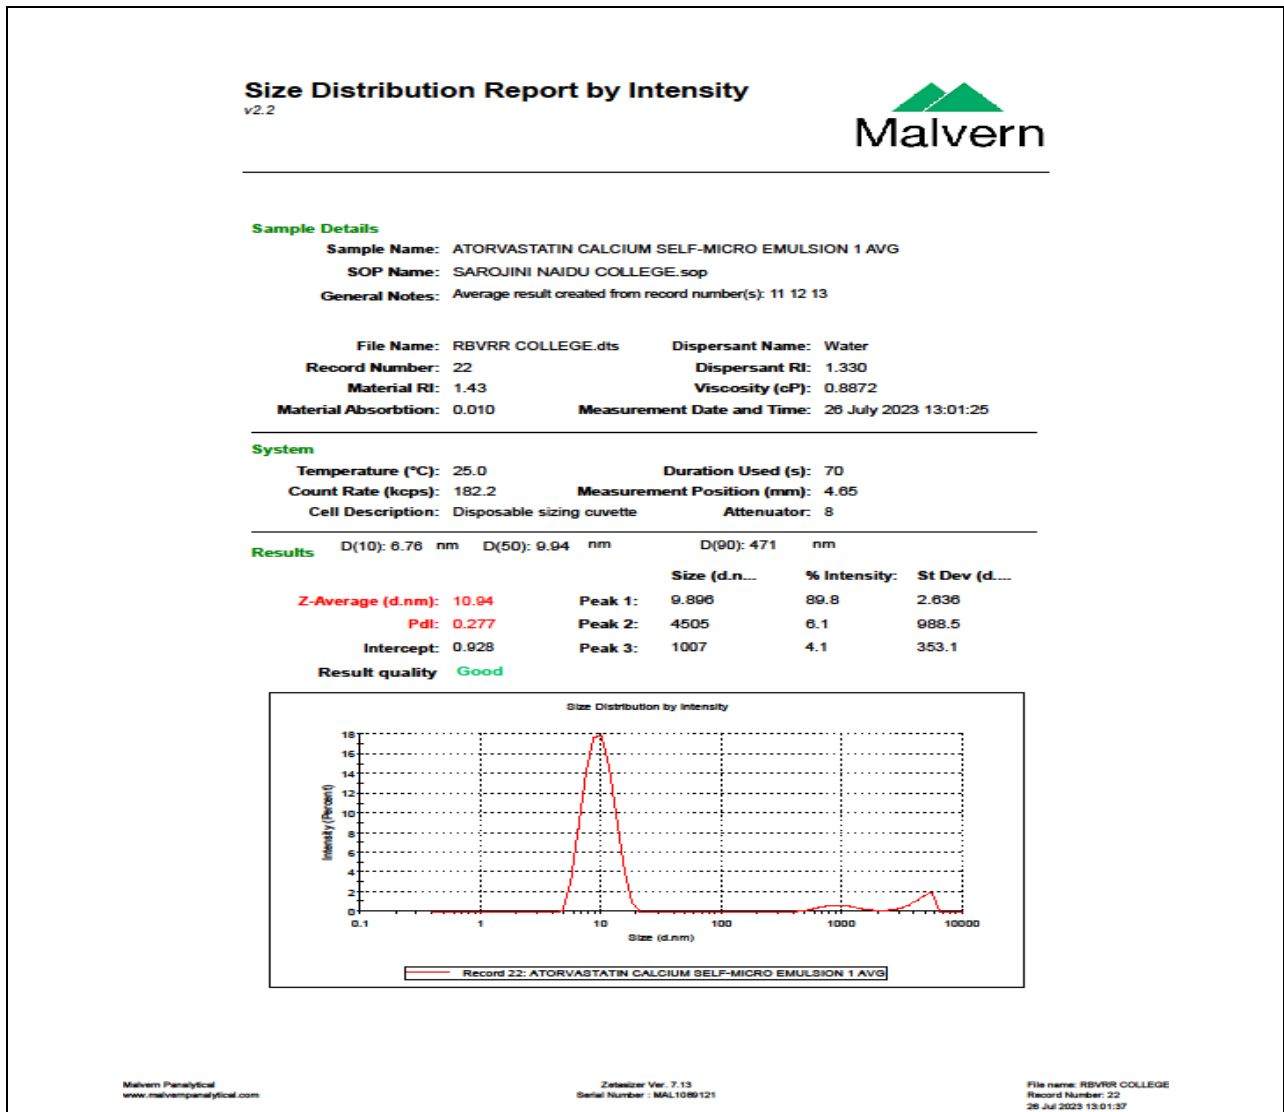 Size Distribution Report by Intensity
v2.2
Malvern
Sample Details
Sample Name: ATORVASTATIN CALCIUM SELF-MICRO EMULSION 1 AVG
SOP Name: SAROJINI NAIDU COLLEGE.sop
General Notes: Average result created from record number(s): 11 12 13
File Name: RBVRR COLLEGE.dts Dispersant Name: Water
Record Number: 22 Dispersant RI: 1.330
Material RI: 1.43 Viscosity (cP): 0.8872
Material Absorbtion: 0.010 Measurement Date and Time: 26 July 2023 13:01:25
System
Temperature (°C): 25.0 Duration Used (s): 70
Count Rate (kcps): 182.2 Measurement Position (mm): 4.65
Cell Description: Disposable sizing cuvette Attenuator: 8
Results D(10): 6.76 nm D(50): 9.94 nm D(90): 471 nm
Size (d.n... % Intensity: St Dev (d....
Z-Average (d.nm): 10.94 Peak 1: 9.896 89.8 2.636
PdI: 0.277 Peak 2: 4505 6.1 988.5
Intercept: 0.928 Peak 3: 1007 4.1 353.1
Result quality Good
Size Distribution by Intensity
Intensity (Percent)
18
16
14
12
10
8
6
4
2
0
0.1 1 10 100 1000 10000
Size (d.nm)
Record 22: ATORVASTATIN CALCIUM SELF-MICRO EMULSION 1 AVG
Malvern Panalytical Zetasizer Ver. 7.13 File name: RBVRR COLLEGE
www.malvernpanalytical.com Serial Number : MAL1089121 Record Number: 22
26 Jul 2023 13:01:37